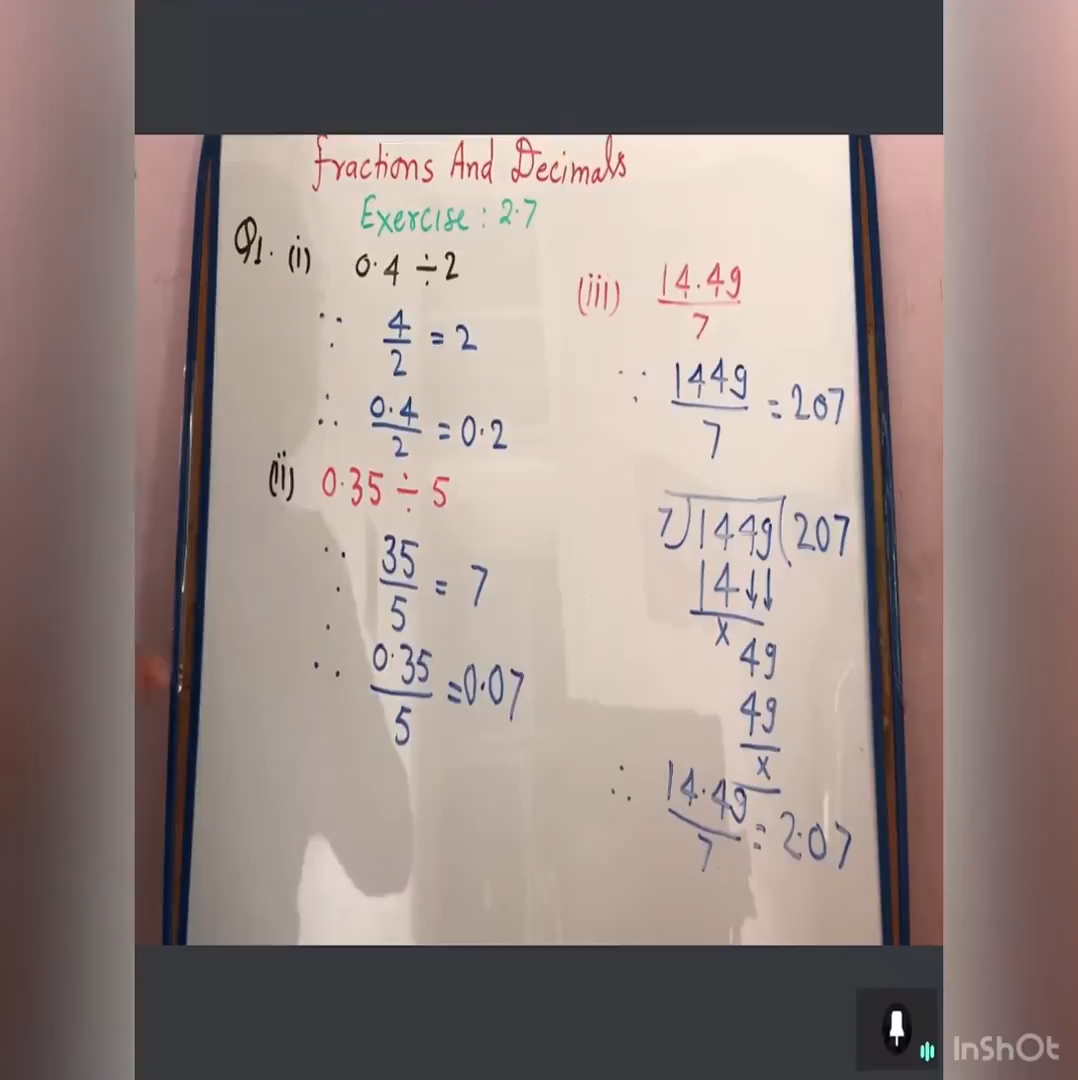 Fractions And Decimals
Exercise : 2.7
Q1. (i) 0.4 ÷ 2
∵ 4/2 = 2
∴ 0.4/2 = 0.2
(ii) 0.35 ÷ 5
∵ 35/5 = 7
∴ 0.35/5 = 0.07
(iii) 14.49/7
∵ 1449/7 = 207
7)1449(207
14↓↓
x
49
49
x
∴ 14.49/7 = 2.07
InShOt